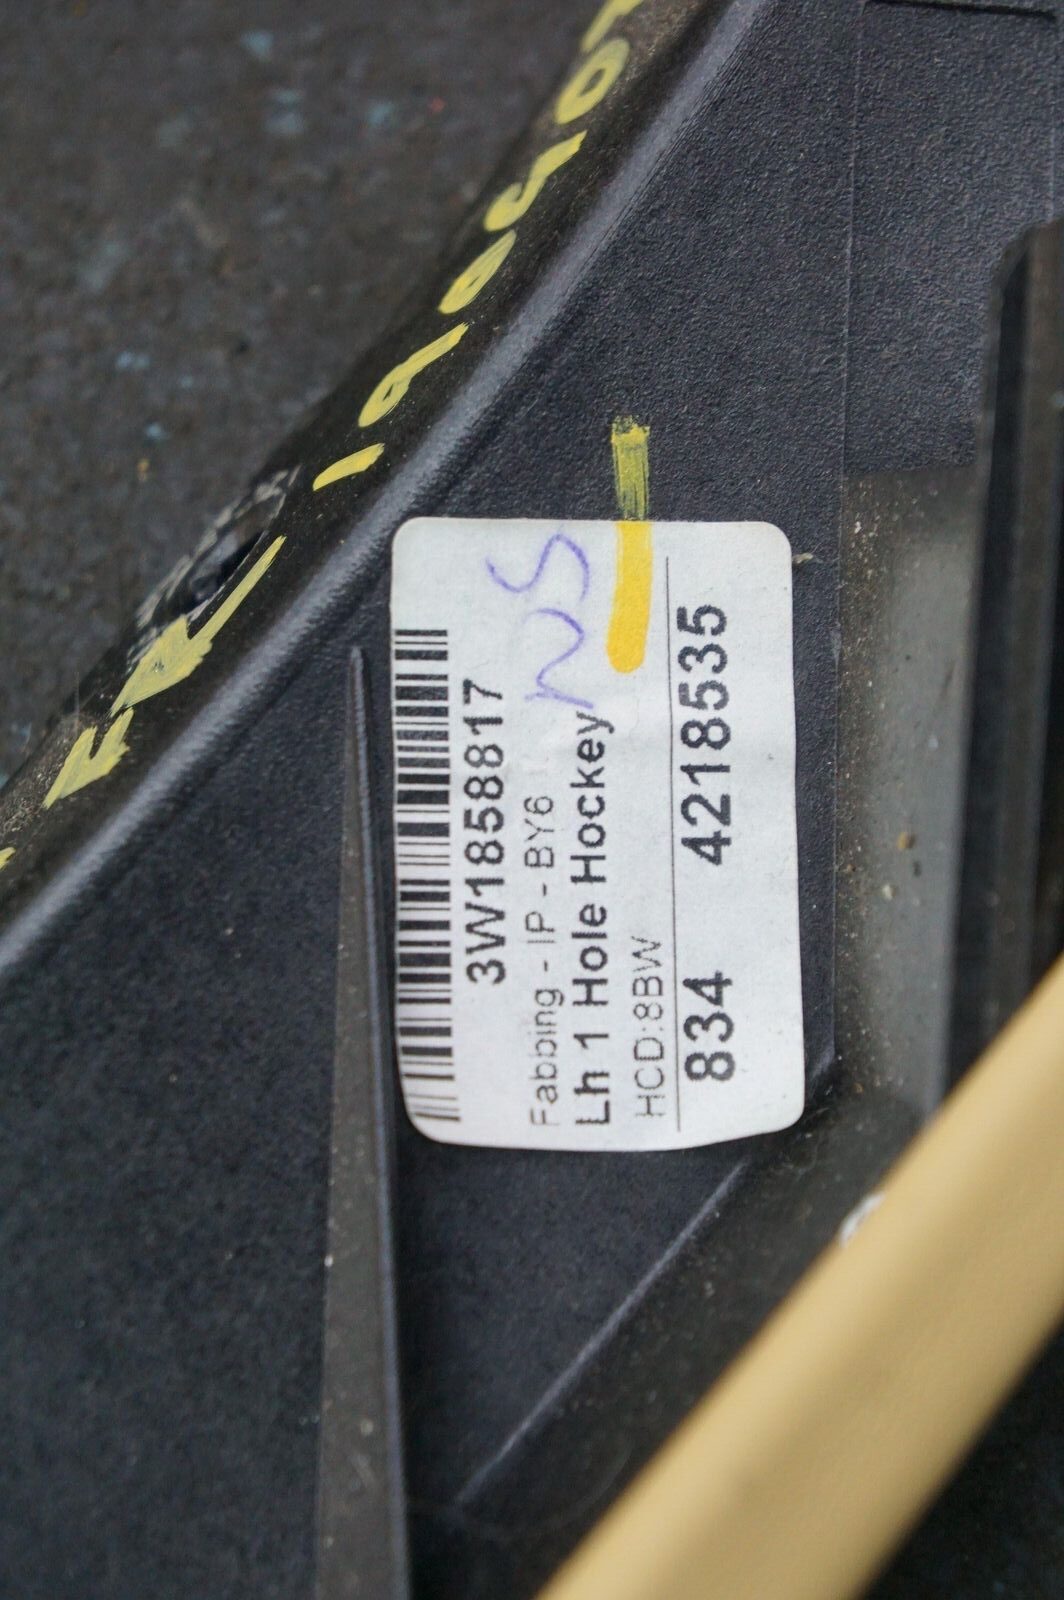 3W1858817
Fabbing - IP - BY6
Lh 1 Hole Hockey
HCD:8BW
834 4218535
NS